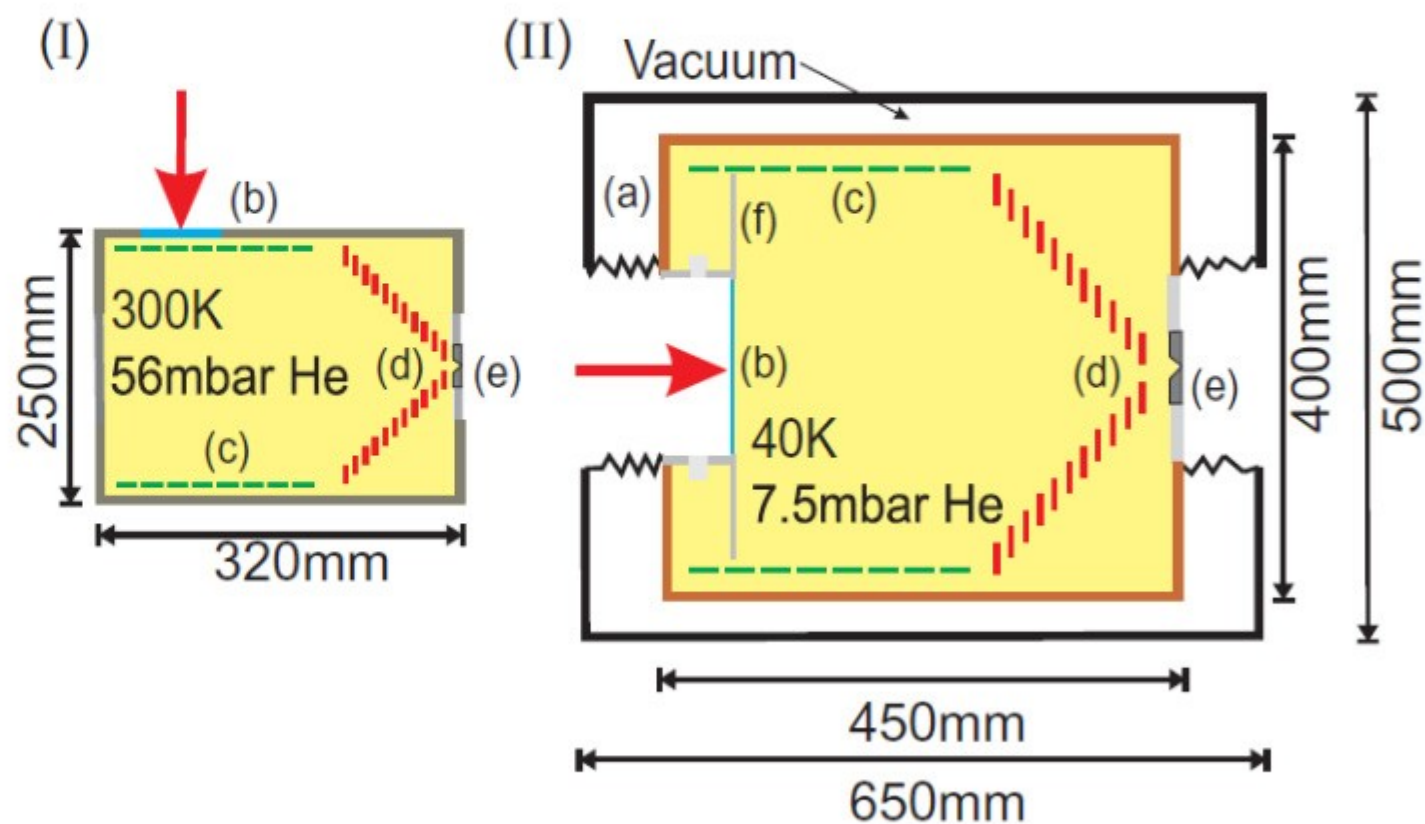 (I)
(b)
300K
56mbar He
(d)
(e)
(c)
250mm
320mm
(II)
Vacuum
(a)
(f)
(c)
(b)
(d)
(e)
40K
7.5mbar He
400mm
500mm
450mm
650mm